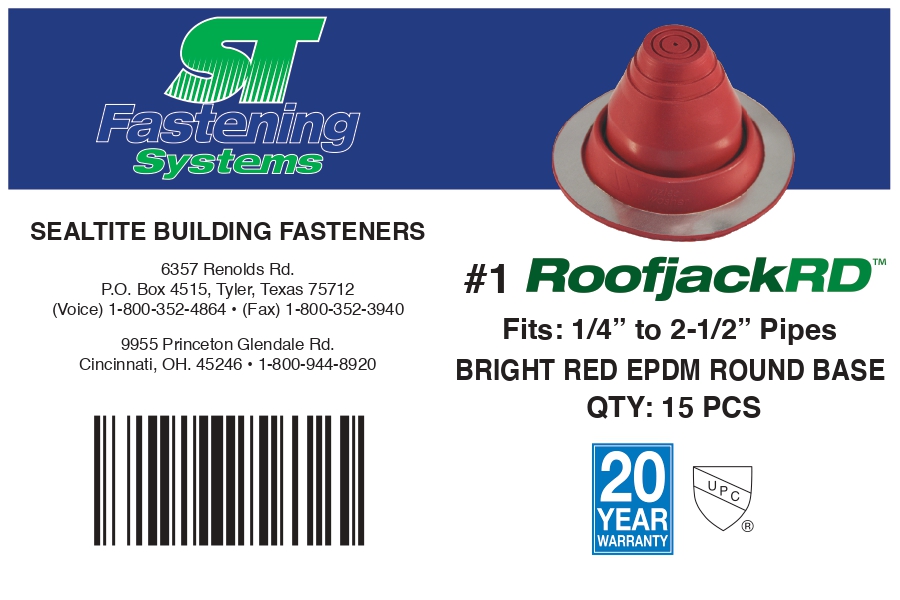 ST
Fastening
Systems
SEALTITE BUILDING FASTENERS
6357 Renolds Rd.
P.O. Box 4515, Tyler, Texas 75712
(Voice) 1-800-352-4864 • (Fax) 1-800-352-3940
9955 Princeton Glendale Rd.
Cincinnati, OH. 45246 • 1-800-944-8920
#1 RoofjackRD™
Fits: 1/4” to 2-1/2” Pipes
BRIGHT RED EPDM ROUND BASE
QTY: 15 PCS
20
YEAR
WARRANTY
UPC
®